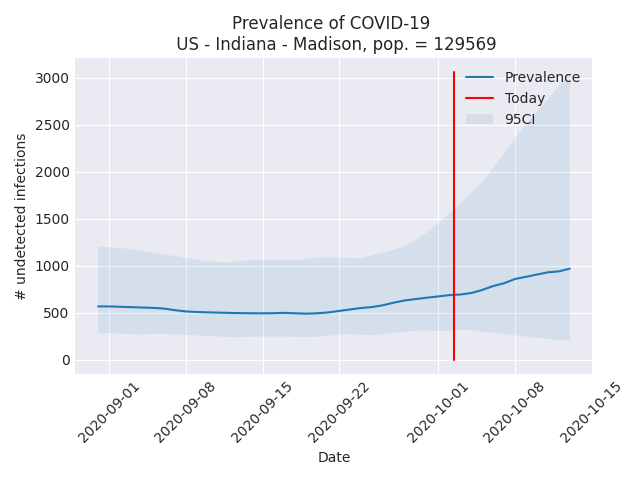 Prevalence of COVID-19
US - Indiana - Madison, pop. = 129569
3000
2500
2000
1500
1000
500
0
# undetected infections
Prevalence
Today
95CI
2020-09-01
2020-09-08
2020-09-15
2020-09-22
2020-10-01
2020-10-08
2020-10-15
Date